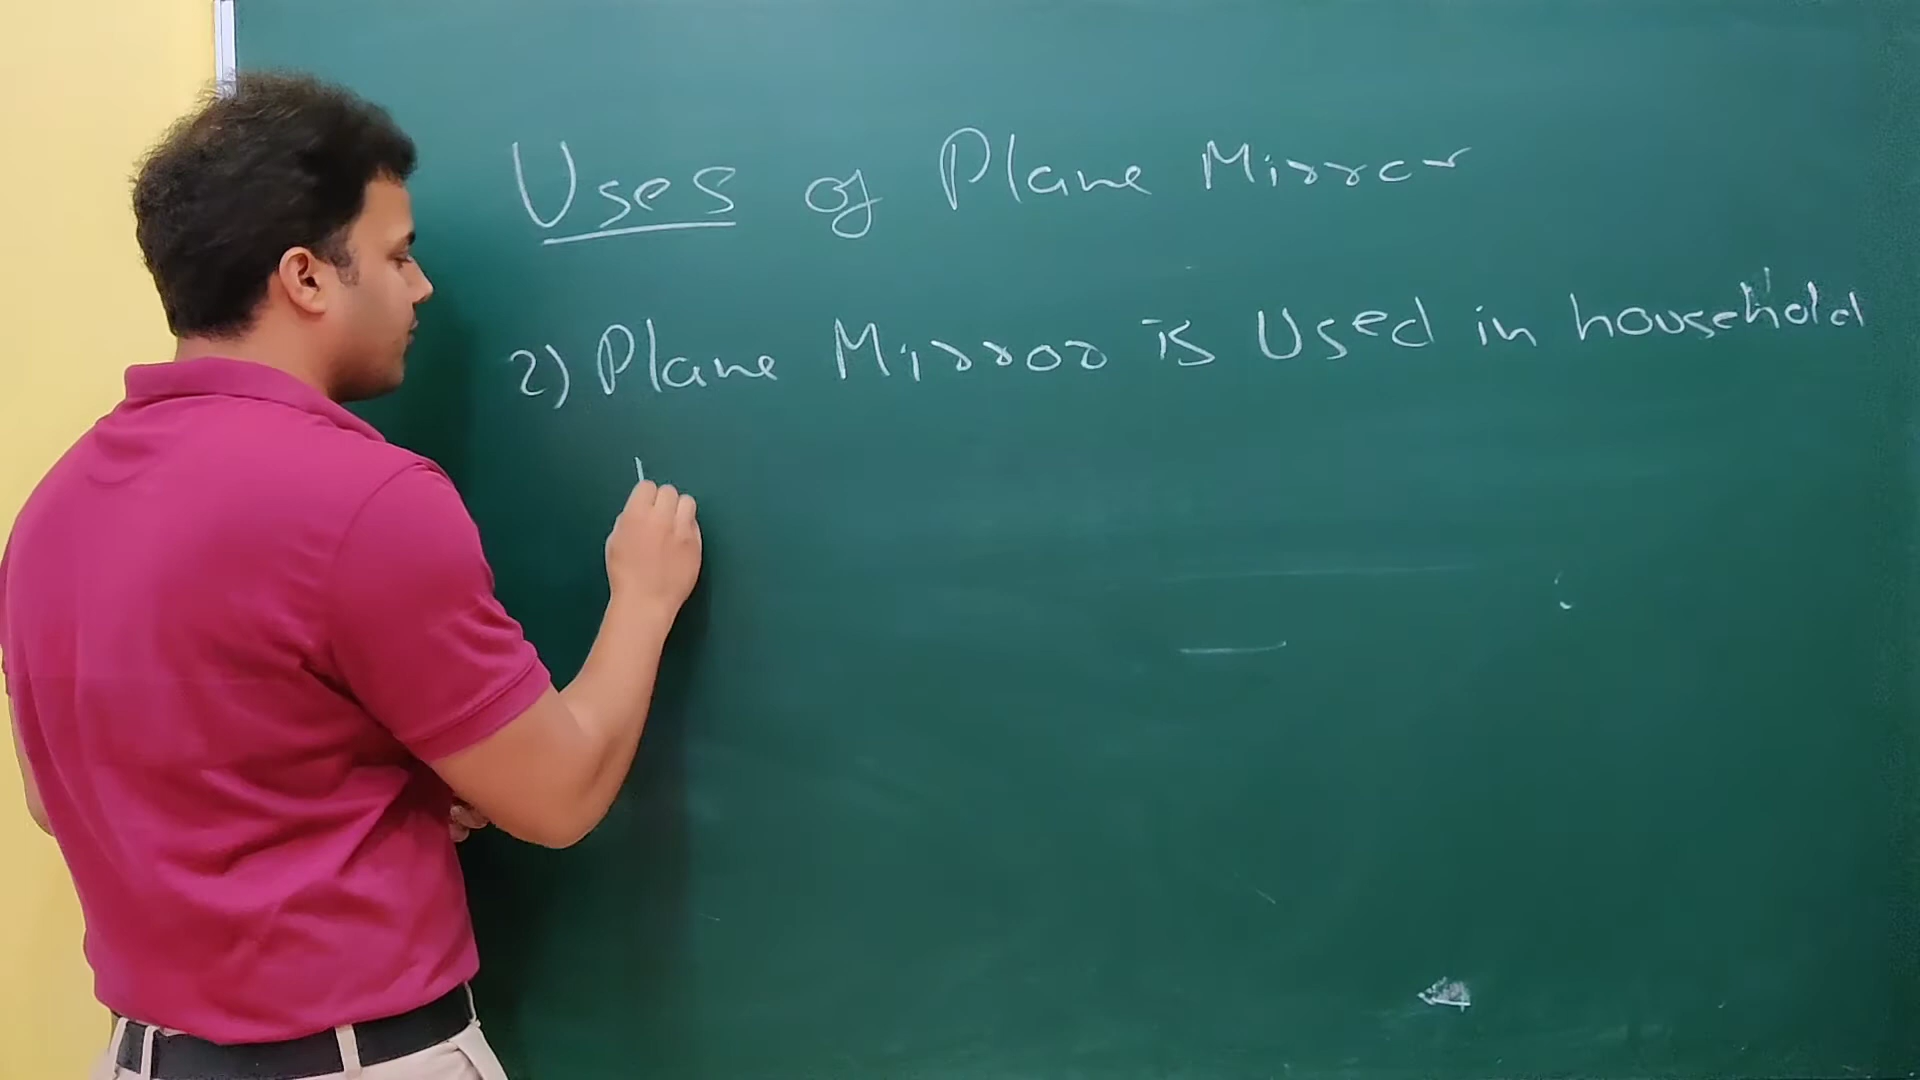 Uses of Plane Mirror
2) Plane Mirror is Used in household